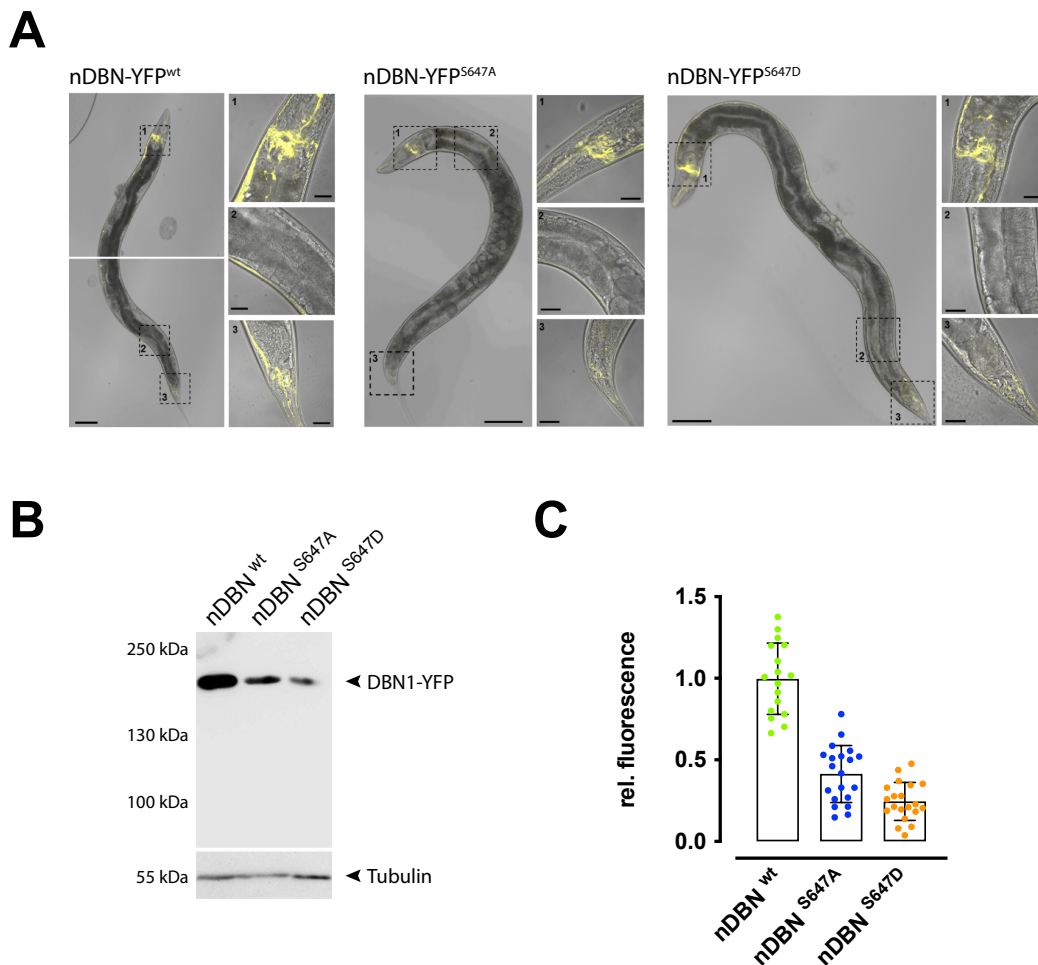 A
nDBN-YFPwt
nDBN-YFPS647A
nDBN-YFPS647D
1
2
3
1
2
3
1
2
3
1
2
3
1
2
3
1
2
3
B
nDBN wt
nDBN S647A
nDBN S647D
250 kDa
130 kDa
100 kDa
55 kDa
DBN1-YFP
Tubulin
C
rel. fluorescence
1.5
1.0
0.5
0.0
nDBN wt
nDBN S647A
nDBN S647D